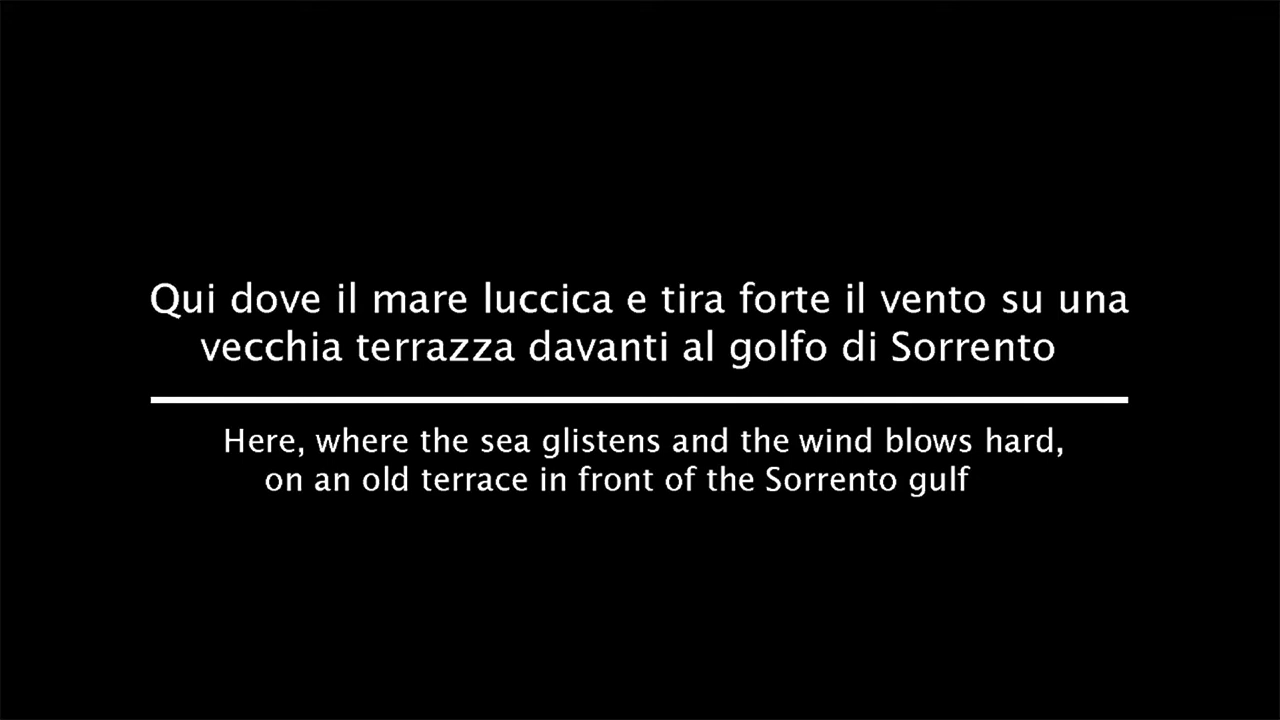 Qui dove il mare luccica e tira forte il vento su una
vecchia terrazza davanti al golfo di Sorrento
Here, where the sea glistens and the wind blows hard,
on an old terrace in front of the Sorrento gulf